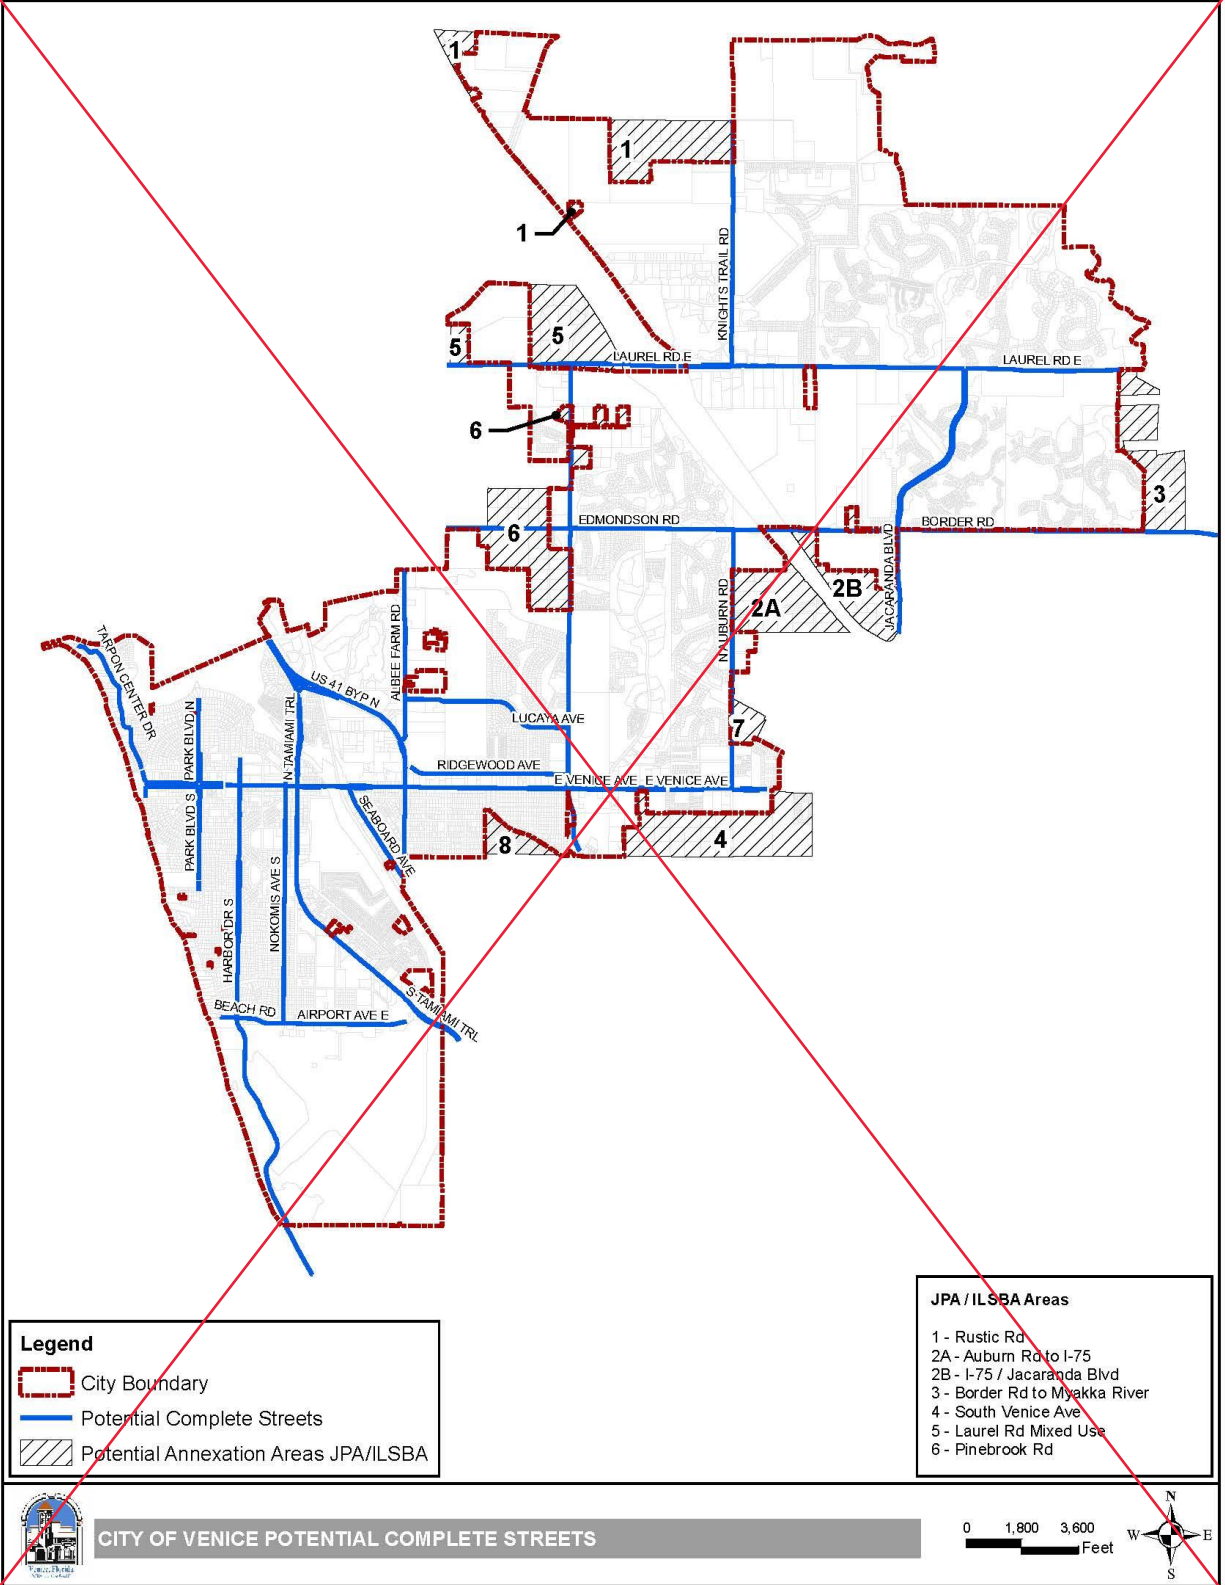 1
1
1
KNIGHTS TRAIL RD
5
5
LAUREL RD E
LAUREL RD E
6
3
6
EDMONDSON RD
BORDER RD
JACARANDA BLVD
2B
2A
N AUBURN RD
ALBEE FARM RD
TARPON CENTER DR
US 41 BYP N
N TAMIAMI TRL
PARK BLVD N
LUCAYA AVE
7
RIDGEWOOD AVE
E VENICE AVE
E VENICE AVE
SEABOARD AVE
PARK BLVD S
8
4
NOKOMIS AVE S
HARBOR DR S
BEACH RD
AIRPORT AVE E
S TAMIAMI TRL
JPA / ILSBA Areas
1 - Rustic Rd
2A - Auburn Rd to I-75
2B - I-75 / Jacaranda Blvd
3 - Border Rd to Myakka River
4 - South Venice Ave
5 - Laurel Rd Mixed Use
6 - Pinebrook Rd
Legend
City Boundary
Potential Complete Streets
Potential Annexation Areas JPA/ILSBA
Venice, Florida
CITY OF VENICE POTENTIAL COMPLETE STREETS
0 1,800 3,600
Feet
N
W E
S